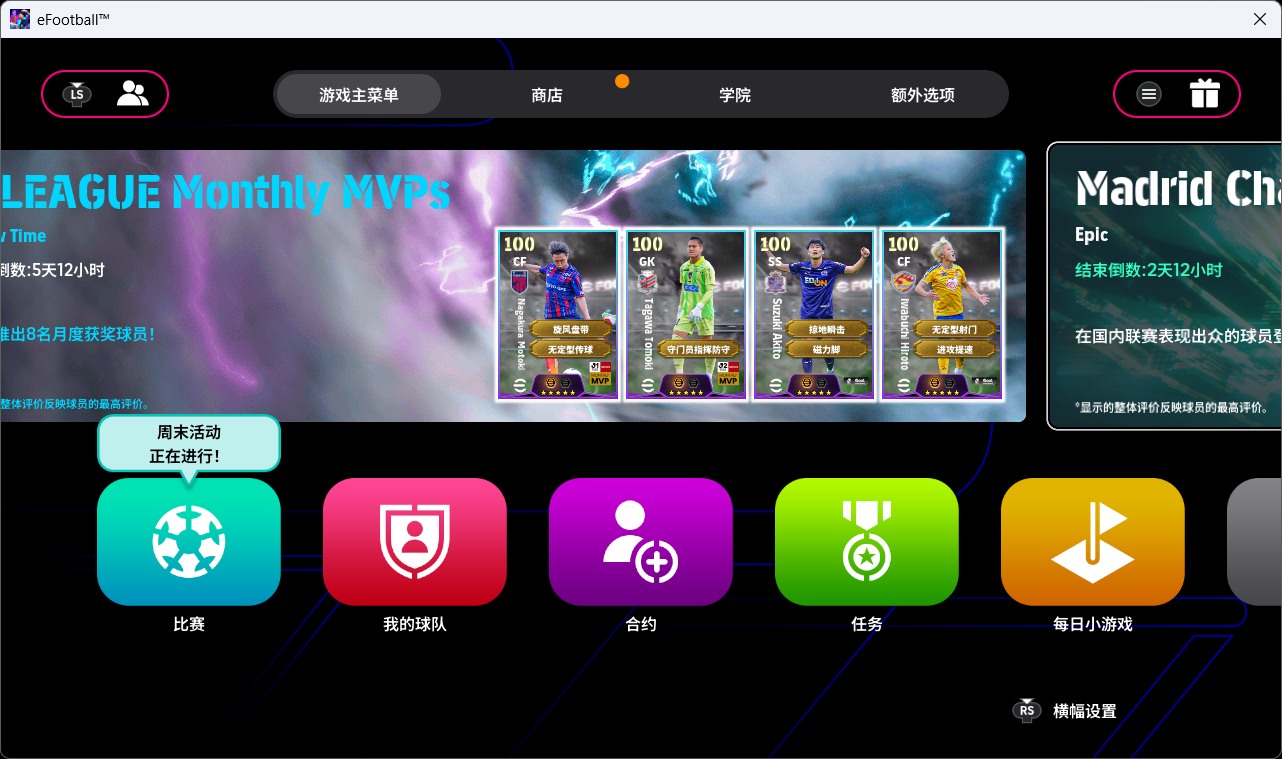 eFootball™
LS
游戏主菜单
商店
学院
额外选项
LEAGUE Monthly MVPs
Time
倒数:5天12小时
推出8名月度获奖球员！
整体评价反映球员的最高评价。
100
CF
Nagakura Motoki
旋风盘带
无定型传球
J1
MVP
100
GK
Tagawa Tomoki
守门员指挥防守
J2
MVP
100
SS
Suzuki Akito
EDION
掠地瞬击
磁力脚
100
CF
Iwabuchi Hiroto
无定型射门
进攻提速
Madrid Cha
Epic
结束倒数:2天12小时
在国内联赛表现出众的球员登
*显示的整体评价反映球员的最高评价。
周末活动
正在进行！
比赛
我的球队
合约
任务
每日小游戏
RS
横幅设置